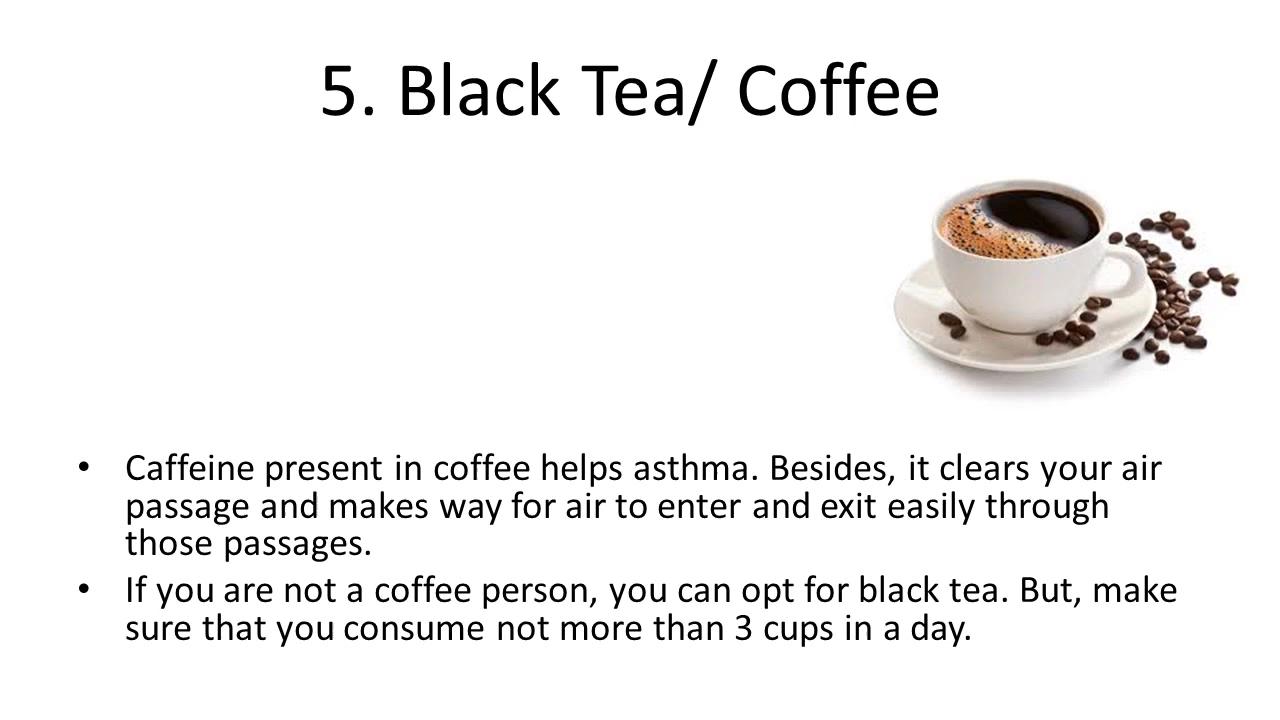 5. Black Tea/ Coffee
• Caffeine present in coffee helps asthma. Besides, it clears your air
passage and makes way for air to enter and exit easily through
those passages.
• If you are not a coffee person, you can opt for black tea. But, make
sure that you consume not more than 3 cups in a day.